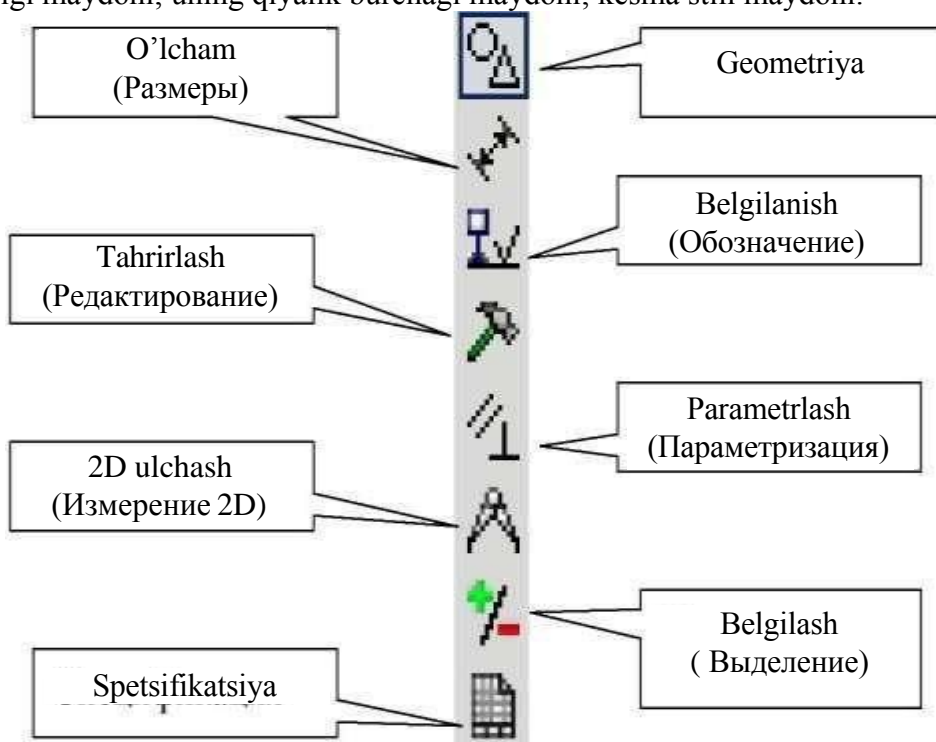 maydoni, uning qiyalik burchagi maydoni, kesma stili maydoni.
O’lcham
(Размеры)
Geometriya
Belgilanish
(Обозначение)
Tahrirlash
(Редактирование)
Parametrlash
(Параметризация)
2D ulchash
(Измерение 2D)
Belgilash
( Выделение)
Spetsifikatsiya